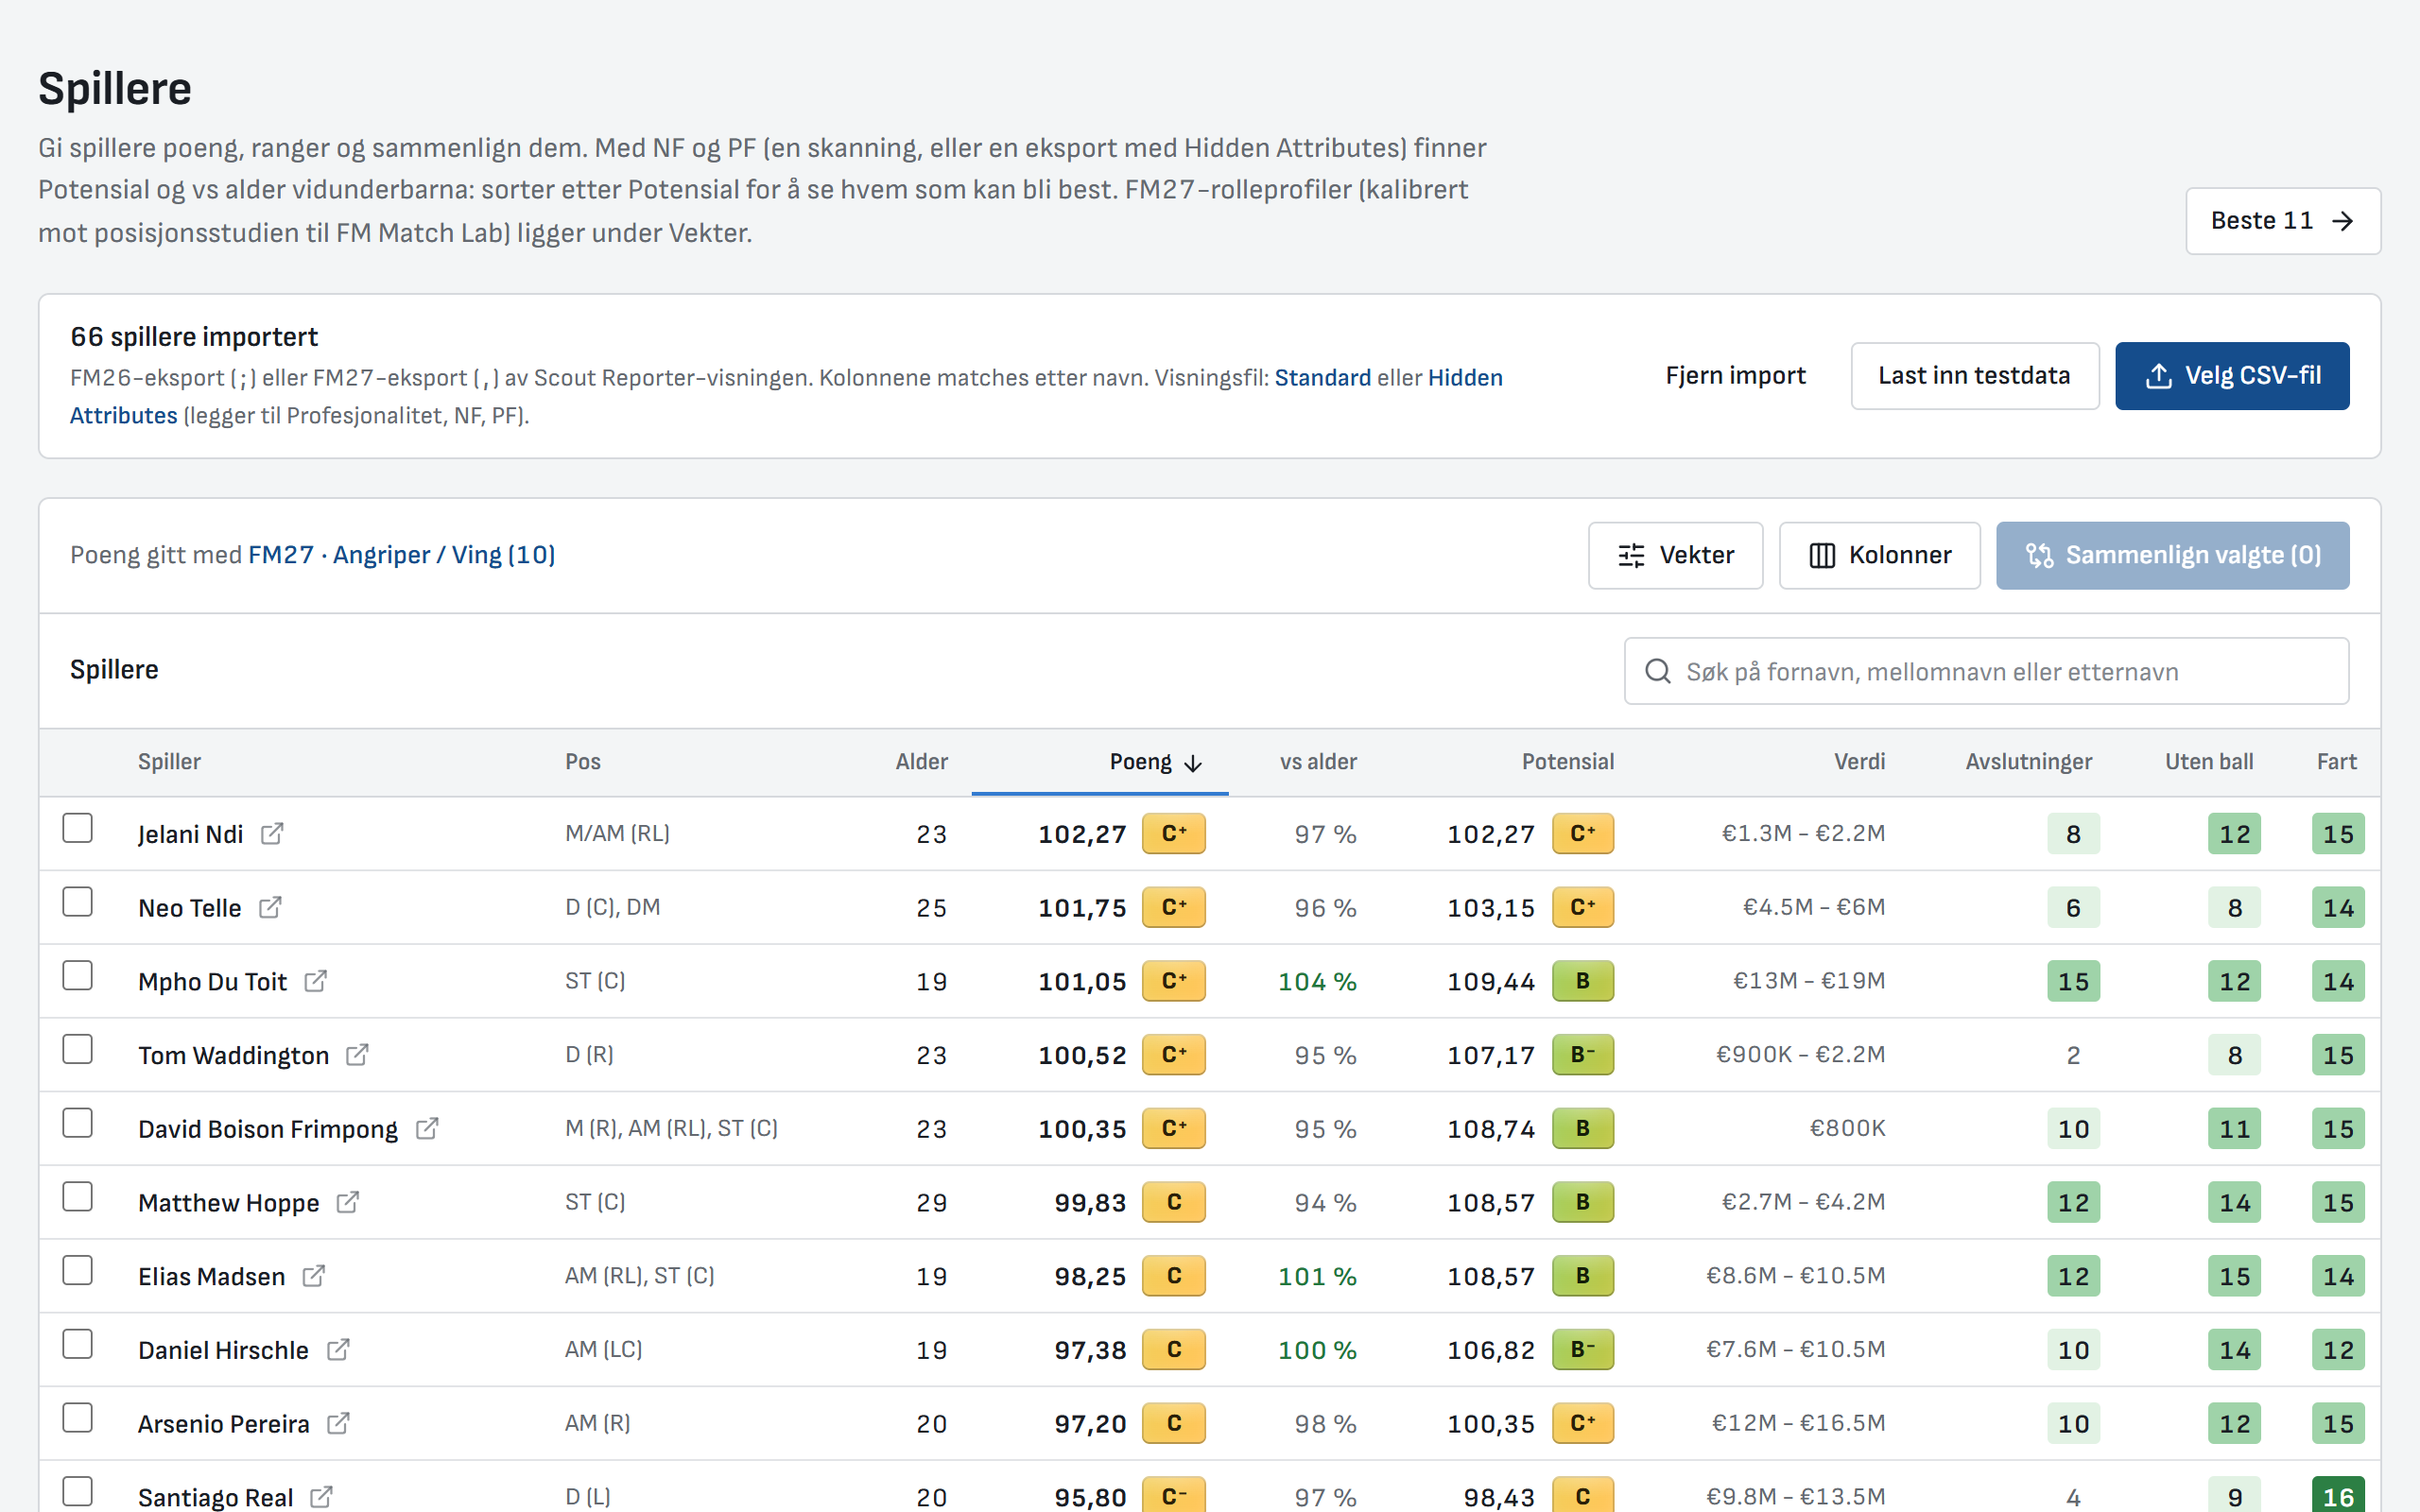 Spillere
Gi spillere poeng, ranger og sammenlign dem. Med NF og PF (en skanning, eller en eksport med Hidden Attributes) finner
Potensial og vs alder vidunderbarna: sorter etter Potensial for å se hvem som kan bli best. FM27-rolleprofiler (kalibrert
mot posisjonsstudien til FM Match Lab) ligger under Vekter.
Beste 11
66 spillere importert
FM26-eksport (;) eller FM27-eksport (,) av Scout Reporter-visningen. Kolonnene matches etter navn. Visningsfil: Standard eller Hidden
Attributes (legger til Profesjonalitet, NF, PF).
Fjern import
Last inn testdata
Velg CSV-fil
Poeng gitt med FM27 · Angriper / Ving (10)
Vekter
Kolonner
Sammenlign valgte (0)
Spillere
Søk på fornavn, mellomnavn eller etternavn
Spiller Pos Alder Poeng vs alder Potensial Verdi Avslutninger Uten ball Fart
Jelani Ndi M/AM (RL) 23 102,27 C+ 97 % 102,27 C+ €1.3M - €2.2M 8 12 15
Neo Telle D (C), DM 25 101,75 C+ 96 % 103,15 C+ €4.5M - €6M 6 8 14
Mpho Du Toit ST (C) 19 101,05 C+ 104 % 109,44 B €13M - €19M 15 12 14
Tom Waddington D (R) 23 100,52 C+ 95 % 107,17 B- €900K - €2.2M 2 8 15
David Boison Frimpong M (R), AM (RL), ST (C) 23 100,35 C+ 95 % 108,74 B €800K 10 11 15
Matthew Hoppe ST (C) 29 99,83 C 94 % 108,57 B €2.7M - €4.2M 12 14 15
Elias Madsen AM (RL), ST (C) 19 98,25 C 101 % 108,57 B €8.6M - €10.5M 12 15 14
Daniel Hirschle AM (LC) 19 97,38 C 100 % 106,82 B- €7.6M - €10.5M 10 14 12
Arsenio Pereira AM (R) 20 97,20 C 98 % 100,35 C+ €12M - €16.5M 10 12 15
Santiago Real D (L) 20 95,80 C- 97 % 98,43 C €9.8M - €13.5M 4 9 16